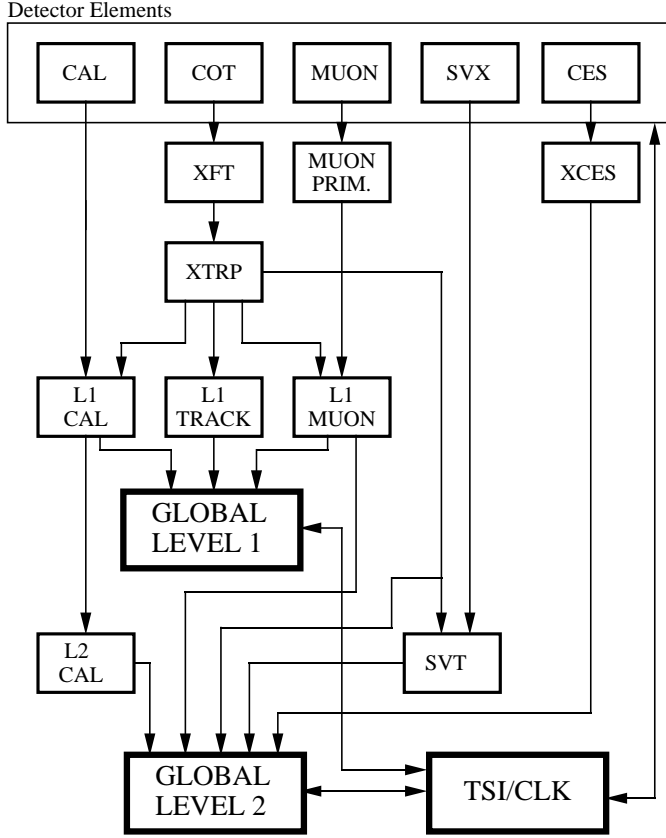 Detector Elements
CAL
COT
MUON
SVX
CES
XFT
MUON
PRIM.
XCES
XTRP
L1
CAL
L1
TRACK
L1
MUON
GLOBAL
LEVEL 1
L2
CAL
SVT
GLOBAL
LEVEL 2
TSI/CLK